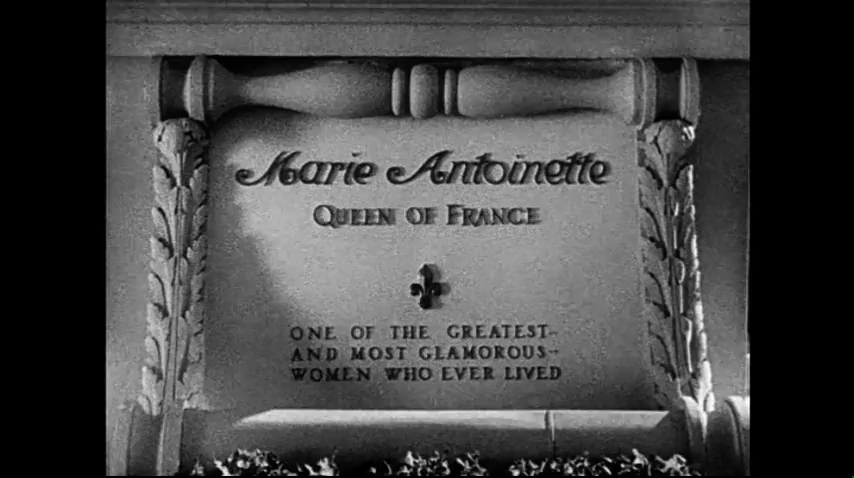 Marie Antoinette
QUEEN OF FRANCE
ONE OF THE GREATEST--
AND MOST GLAMOROUS--
WOMEN WHO EVER LIVED